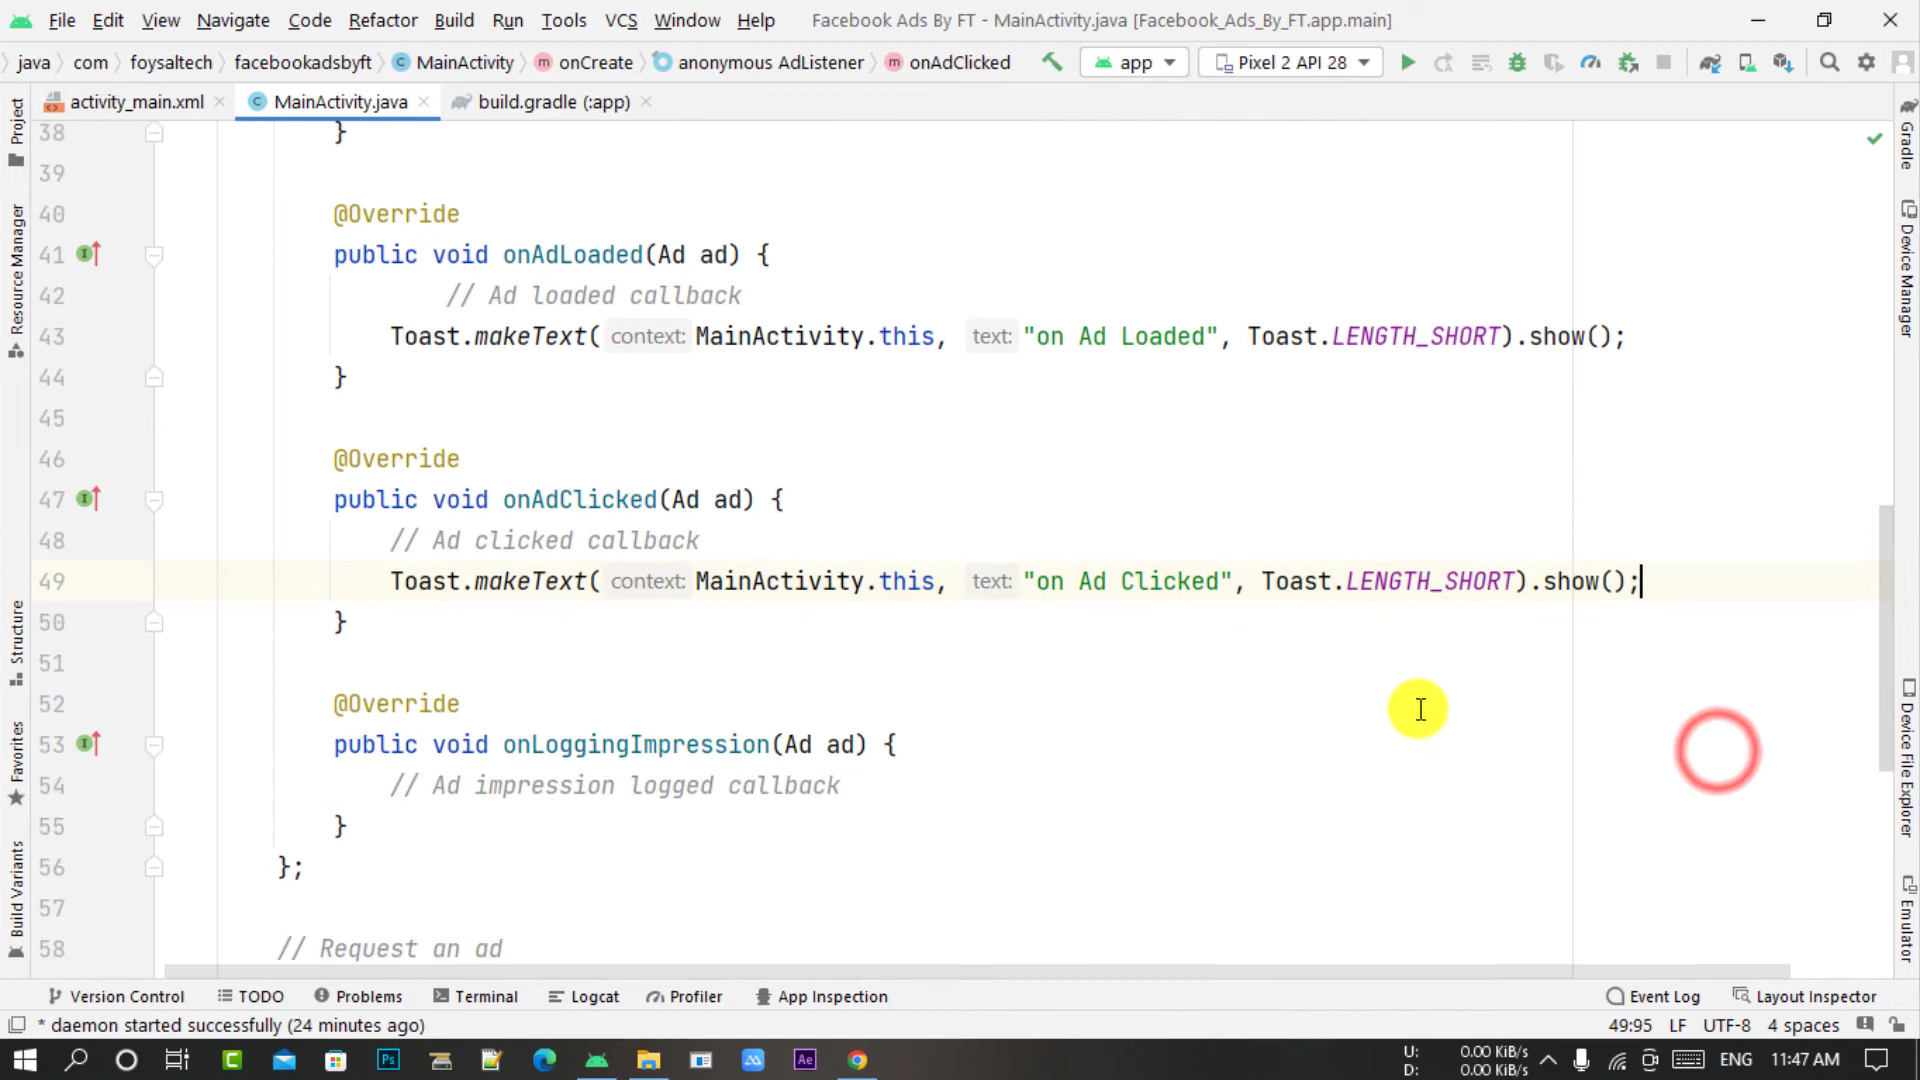 File Edit View Navigate Code Refactor Build Run Tools VCS Window Help Facebook Ads By FT - MainActivity.java [Facebook_Ads_By_FT.app.main]
java com foysaltech facebookadsbyft MainActivity onCreate anonymous AdListener onAdClicked app Pixel 2 API 28
activity_main.xml MainActivity.java build.gradle (:app)
38 }
39
40 @Override
41 public void onAdLoaded(Ad ad) {
42 // Ad loaded callback
43 Toast.makeText( context: MainActivity.this, text: "on Ad Loaded", Toast.LENGTH_SHORT).show();
44 }
45
46 @Override
47 public void onAdClicked(Ad ad) {
48 // Ad clicked callback
49 Toast.makeText( context: MainActivity.this, text: "on Ad Clicked", Toast.LENGTH_SHORT).show();
50 }
51
52 @Override
53 public void onLoggingImpression(Ad ad) {
54 // Ad impression logged callback
55 }
56 };
57
58 // Request an ad
Project
Resource Manager
Structure
Favorites
Build Variants
Gradle
Device Manager
Device File Explorer
Emulator
Version Control TODO Problems Terminal Logcat Profiler App Inspection Event Log Layout Inspector
* daemon started successfully (24 minutes ago) 49:95 LF UTF-8 4 spaces
U: 0.00 KiB/s
D: 0.00 KiB/s
ENG 11:47 AM
C Ps Ae